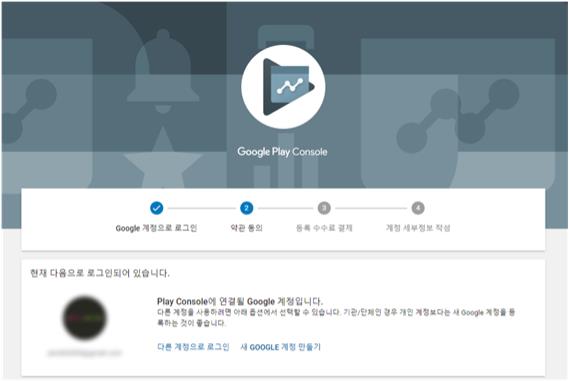 Google Play Console
2
3
4
Google 계정으로 로그인
약관 동의
등록 수수료 결제
계정 세부정보 작성
현재 다음으로 로그인되어 있습니다.
Play Console에 연결될 Google 계정입니다.
다른 계정을 사용하려면 아래 옵션에서 선택할 수 있습니다. 기관/단체인 경우 개인 계정보다는 새 Google 계정을 등
록하는 것이 좋습니다.
다른 계정으로 로그인
새 GOOGLE 계정 만들기